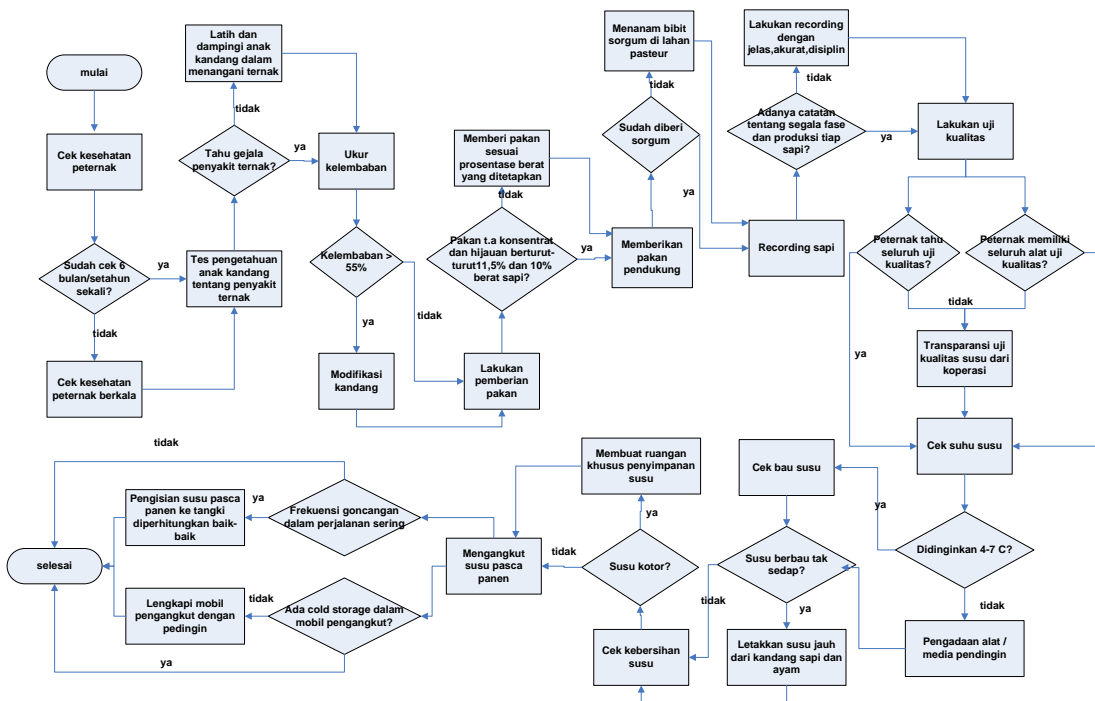 mulai
Cek kesehatan
peternak
Sudah cek 6
bulan/setahun
sekali?
ya
tidak
Cek kesehatan
peternak berkala
Tes pengetahuan
anak kandang
tentang penyakit
ternak
Tahu gejala
penyakit ternak?
tidak
ya
Latih dan
dampingi anak
kandang dalam
menangani ternak
Ukur
kelembaban
Kelembaban >
55%
ya
tidak
Modifikasi
kandang
Lakukan
pemberian
pakan
Pakan t.a konsentrat
dan hijauan berturut-
turut11,5% dan 10%
berat sapi?
tidak
ya
Memberi pakan
sesuai
prosentase berat
yang ditetapkan
Memberikan
pakan
pendukung
Sudah diberi
sorgum
tidak
ya
Menanam bibit
sorgum di lahan
pasteur
Recording sapi
Adanya catatan
tentang segala fase
dan produksi tiap
sapi?
tidak
ya
Lakukan recording
dengan
jelas,akurat,disiplin
Lakukan uji
kualitas
Peternak tahu
seluruh uji
kualitas?
Peternak memiliki
seluruh alat uji
kualitas?
tidak
ya
ya
Transparansi uji
kualitas susu dari
koperasi
Cek suhu susu
Didinginkan 4-7 C?
ya
tidak
Pengadaan alat /
media pendingin
Cek bau susu
Susu berbau tak
sedap?
tidak
ya
Letakkan susu jauh
dari kandang sapi dan
ayam
Cek kebersihan
susu
Susu kotor?
ya
tidak
Membuat ruangan
khusus penyimpanan
susu
Mengangkut
susu pasca
panen
Frekuensi goncangan
dalam perjalanan sering
ya
tidak
Pengisian susu pasca
panen ke tangki
diperhitungkan baik-
baik
Ada cold storage dalam
mobil pengangkut?
tidak
ya
Lengkapi mobil
pengangkut dengan
pedingin
selesai